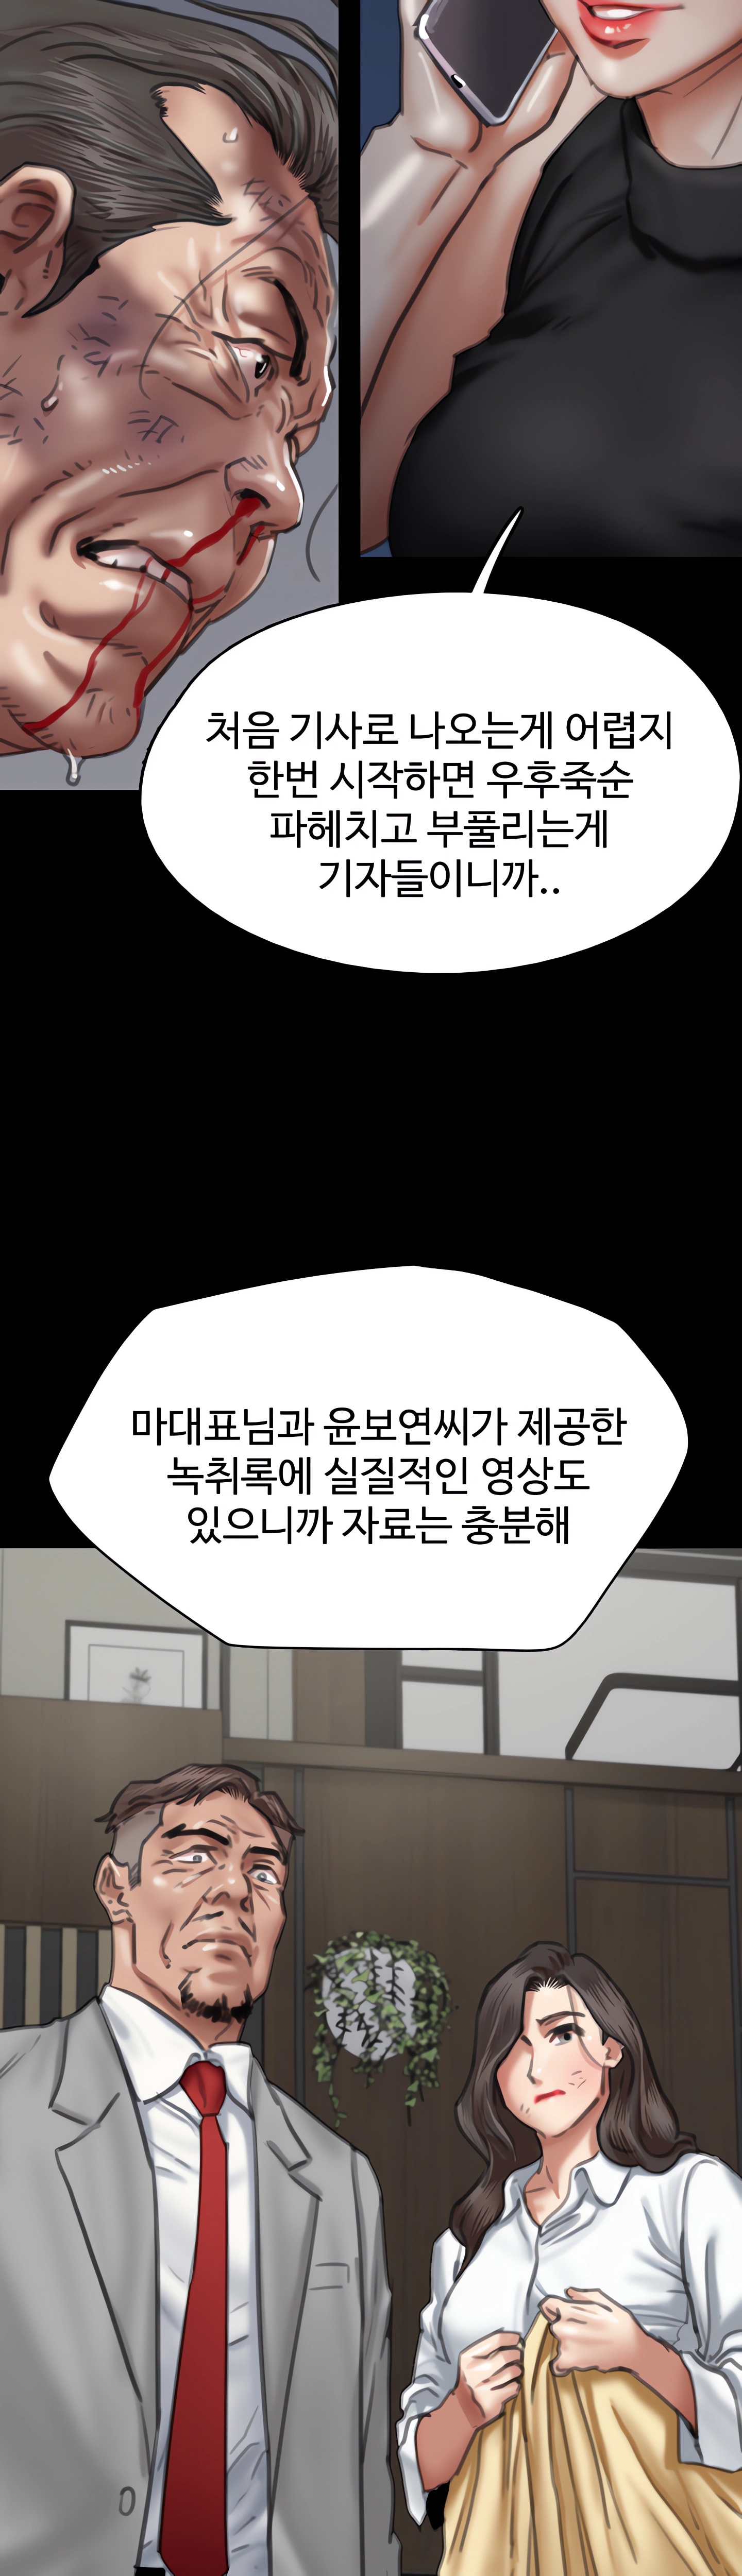 처음 기사로 나오는게 어렵지
한번 시작하면 우후죽순
파헤치고 부풀리는게
기자들이니까..
마대표님과 윤보연씨가 제공한
녹취록에 실질적인 영상도
있으니까 자료는 충분해